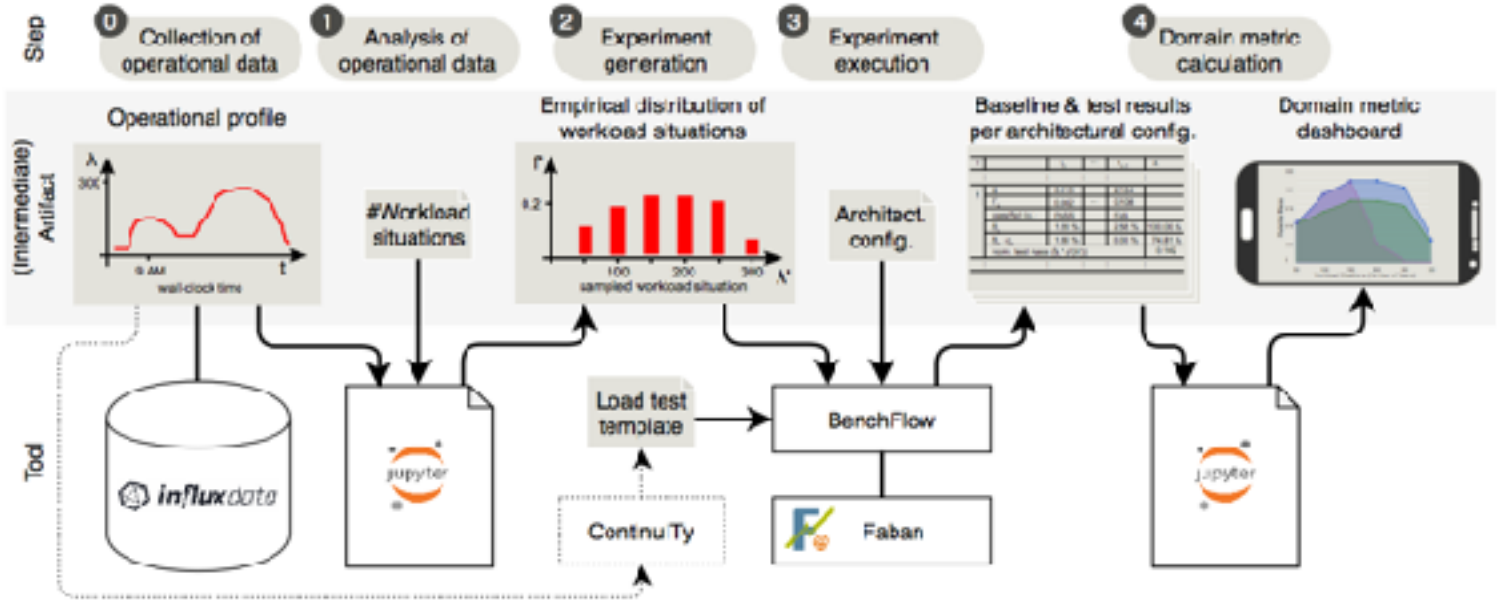 Step
0
Collection of
operational data
1
Analysis of
operational data
2
Experiment
generation
3
Experiment
execution
4
Domain metric
calculation
(Intermediate)
Artifact
Operational profile
λ
300
9 AM
t
wall-clock time
#Workload
situations
Empirical distribution of
workoad situations
0.2
100
200
300
λ'
sampled workoad situation
Architect.
config.
Baseline & test results
per architectural config.
Domain metric
dashboard
Tool
influxdata
jupyter
Load test
template
ContinuITy
BenchFlow
Faban
jupyter